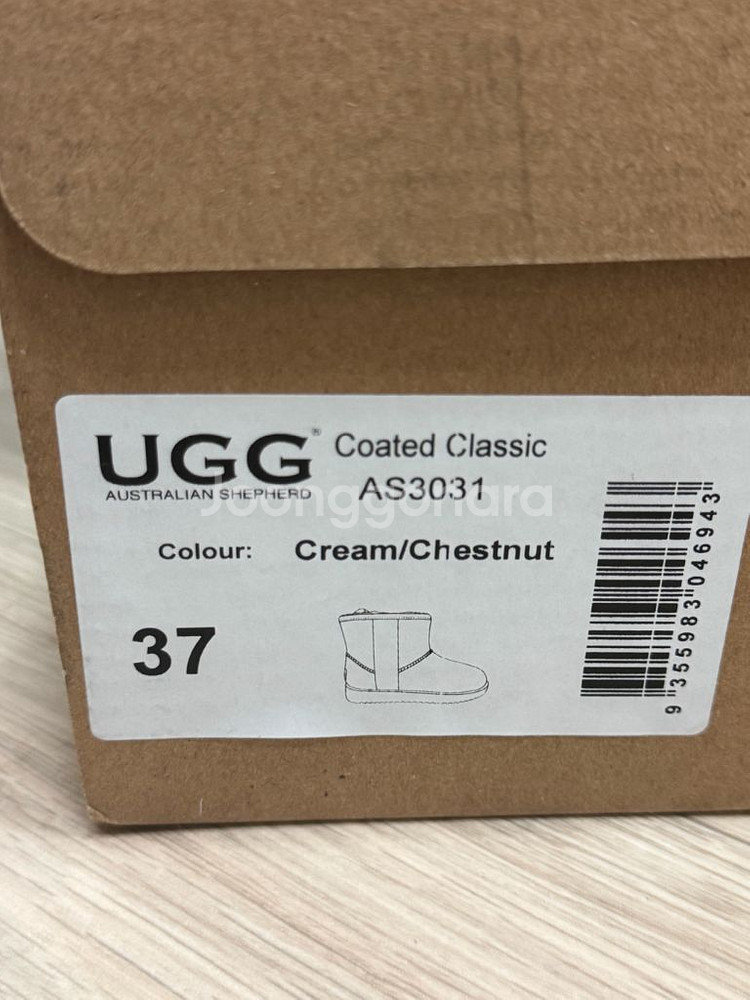 UGG® Coated Classic
AUSTRALIAN SHEPHERD AS3031
Joonggonara
Colour: Cream/Chestnut
37
9 355983 046943